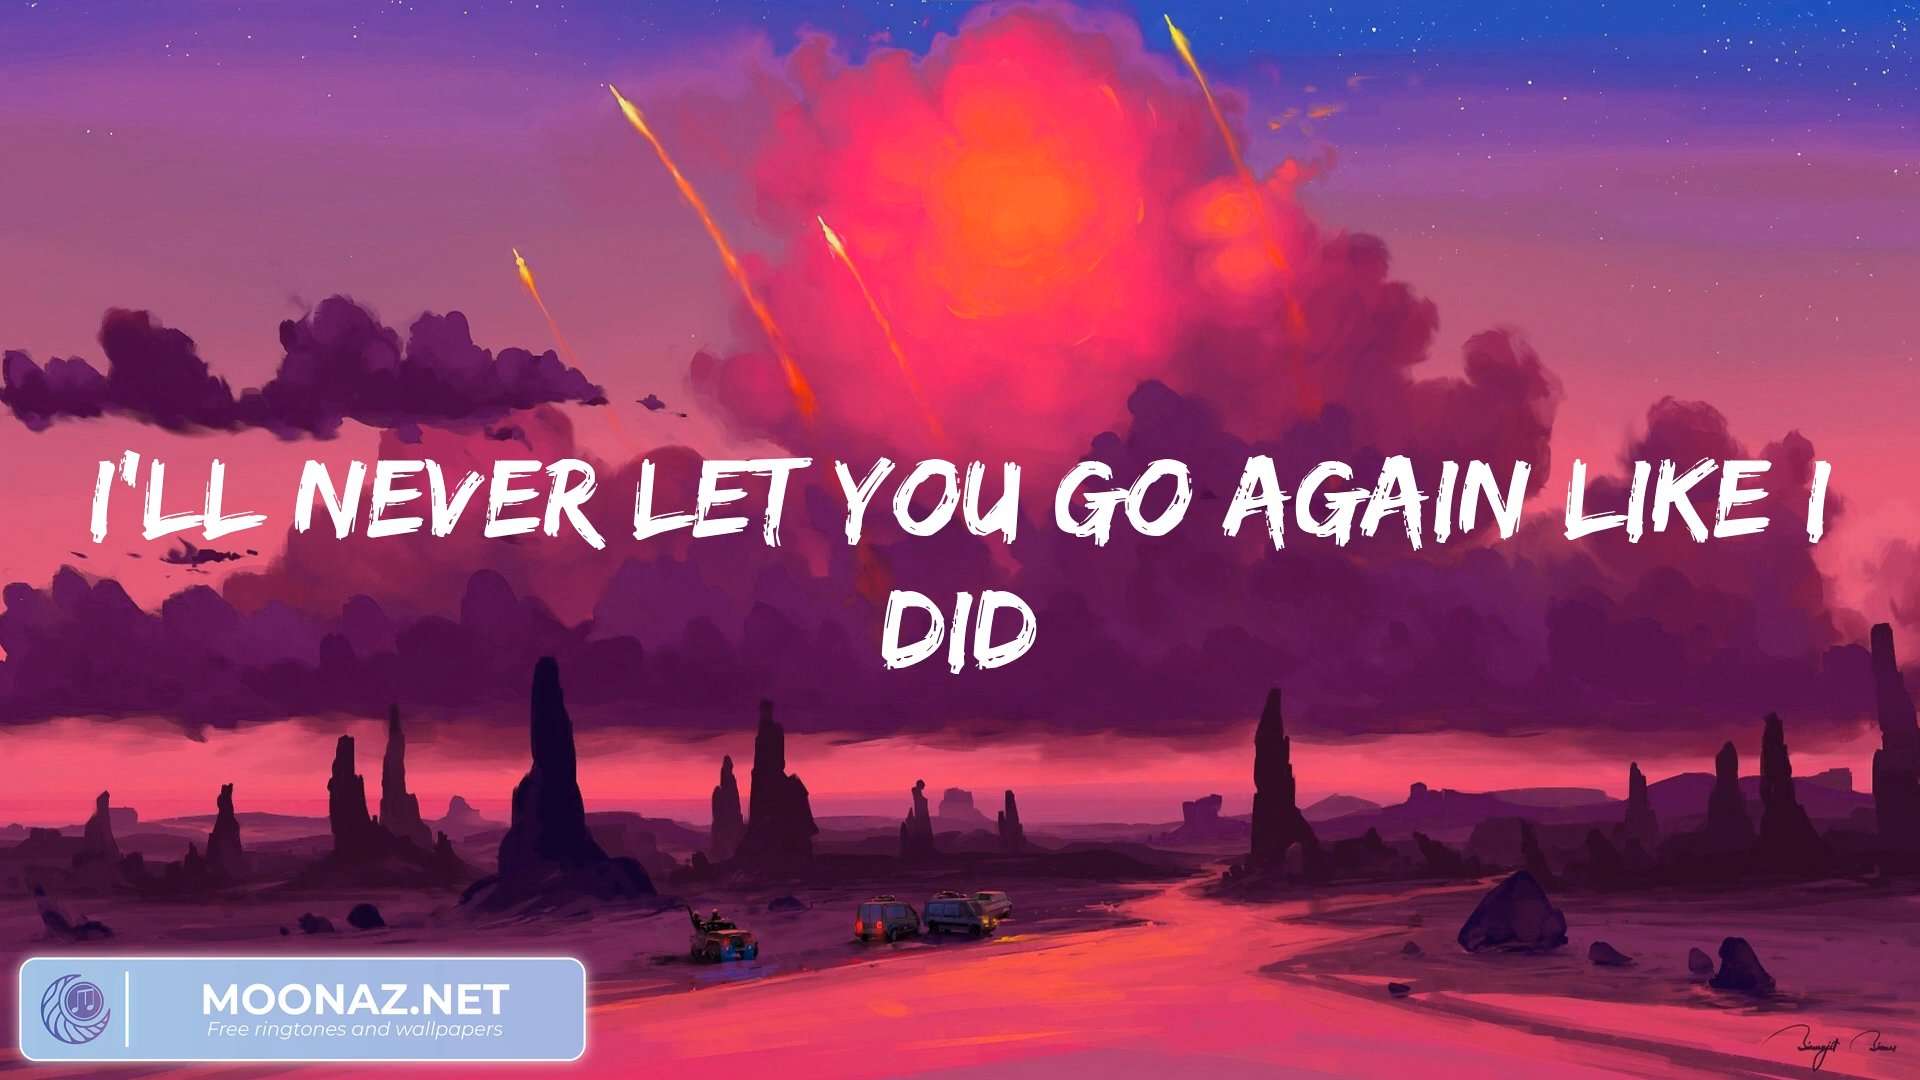 I'LL NEVER LET YOU GO AGAIN LIKE I
DID
MOONAZ.NET
Free ringtones and wallpapers